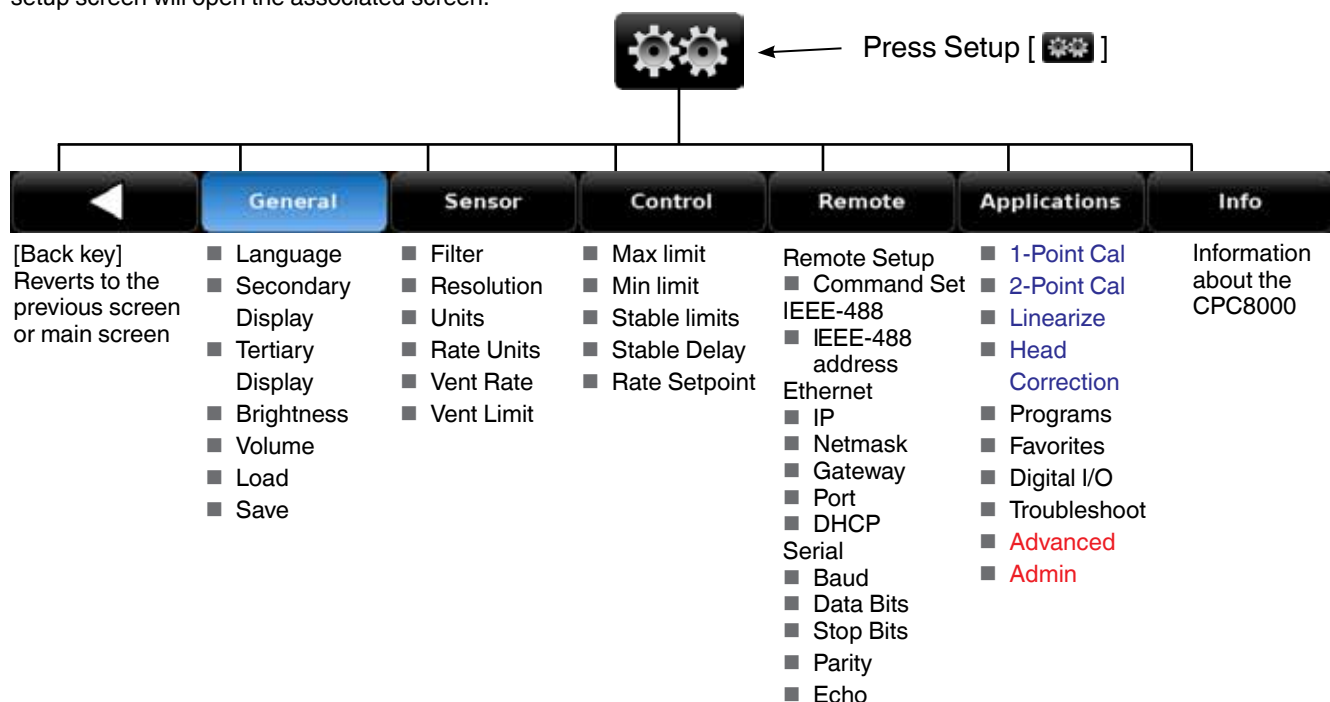 setup screen will open the associated screen.
Press Setup [ ]
General
Sensor
Control
Remote
Applications
Info
[Back key]
Reverts to the
previous screen
or main screen
■ Language
■ Secondary
Display
■ Tertiary
Display
■ Brightness
■ Volume
■ Load
■ Save
■ Filter
■ Resolution
■ Units
■ Rate Units
■ Vent Rate
■ Vent Limit
■ Max limit
■ Min limit
■ Stable limits
■ Stable Delay
■ Rate Setpoint
Remote Setup
■ Command Set
IEEE-488
■ IEEE-488
address
Ethernet
■ IP
■ Netmask
■ Gateway
■ Port
■ DHCP
Serial
■ Baud
■ Data Bits
■ Stop Bits
■ Parity
■ Echo
■ 1-Point Cal
■ 2-Point Cal
■ Linearize
■ Head
Correction
■ Programs
■ Favorites
■ Digital I/O
■ Troubleshoot
■ Advanced
■ Admin
Information
about the
CPC8000